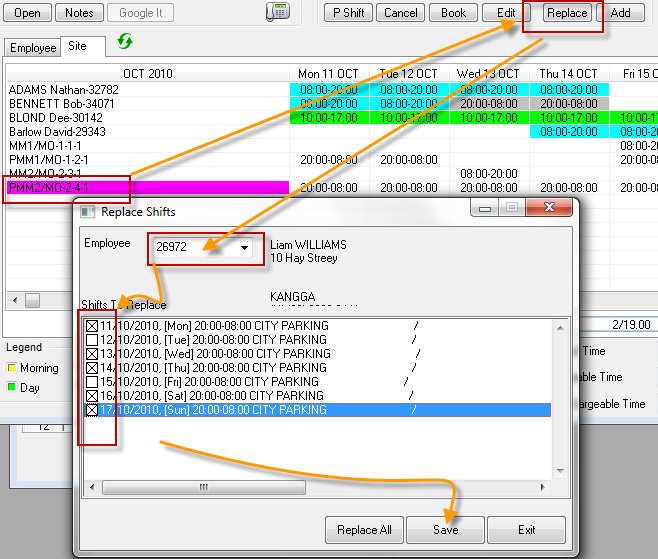 Open Notes Google It P Shift Cancel Book Edit Replace Add
Employee Site
OCT 2010 Mon 11 OCT Tue 12 OCT Wed 13 OCT Thu 14 OCT Fri 15
ADAMS Nathan-32782 08:00-20:00 08:00-20:00 08:00-20:00 08:00-20:00
BENNETT Bob-34071 08:00-20:00 08:00-20:00 20:00-08:00 20:00-08:00
BLOND Dee-30142 10:00-17:00 10:00-17:00 10:00-17:00 10:00-17:00 10:00-1
Barlow David-29343 08:00-20:00 08:00-2
MM1/MO-1-1-1 08:00-2
PMM1/MO-1-2-1 20:00-08:00 20:00-08:00 20:00-0
MM2/MO-2-3-1 08:00-20:00
PMM2/MO-2-4-1 20:00-08:00 20:00-08:00 20:00-08:00 20:00-08:00 20:00-0
Replace Shifts
Employee 26972 Liam WILLIAMS
10 Hay Streey
KANGGA
Shifts To Replace
11/10/2010, [Mon] 20:00-08:00 CITY PARKING /
12/10/2010, [Tue] 20:00-08:00 CITY PARKING /
13/10/2010, [Wed] 20:00-08:00 CITY PARKING /
14/10/2010, [Thu] 20:00-08:00 CITY PARKING /
15/10/2010, [Fri] 20:00-08:00 CITY PARKING /
16/10/2010, [Sat] 20:00-08:00 CITY PARKING /
17/10/2010, [Sun] 20:00-08:00 CITY PARKING /
Replace All Save Exit
2/19.00
Legend
Morning
Day
Time
able Time
argeable Time
12